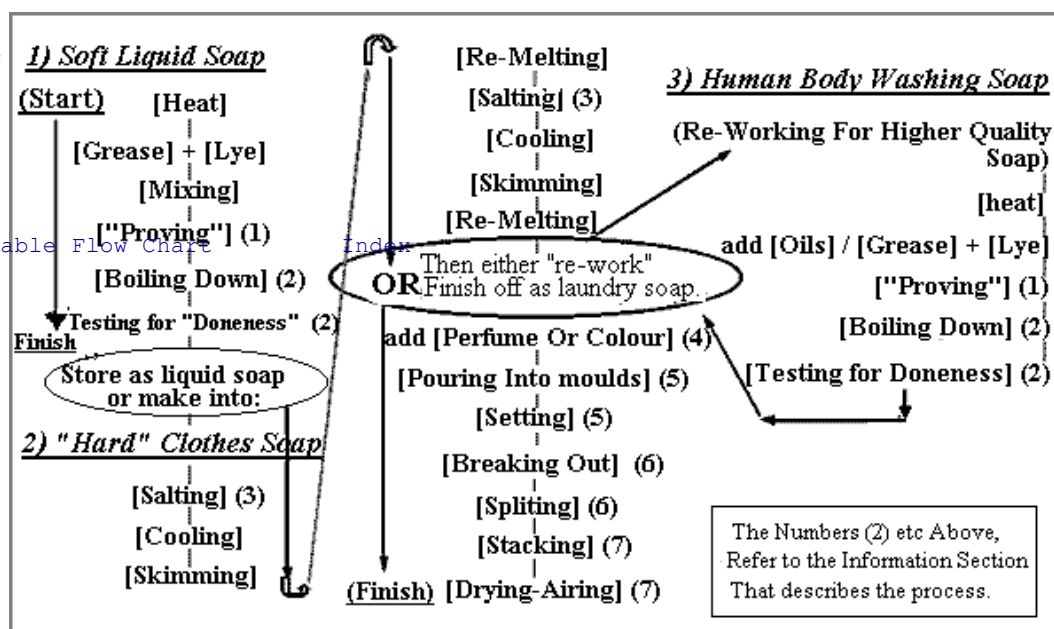 1) Soft Liquid Soap
(Start)
[Heat]
[Grease] + [Lye]
[Mixing]
["Proving"] (1)
able Flow Chart
Index
[Boiling Down] (2)
Testing for "Doneness" (2)
Finish
Store as liquid soap
or make into:
2) "Hard" Clothes Soap
[Salting] (3)
[Cooling]
[Skimming]
[Re-Melting]
[Salting] (3)
[Cooling]
[Skimming]
[Re-Melting]
Then either "re-work"
OR Finish off as laundry soap.
add [Perfume Or Colour] (4)
[Pouring Into moulds] (5)
[Setting] (5)
[Breaking Out] (6)
[Spliting] (6)
[Stacking] (7)
(Finish) [Drying-Airing] (7)
3) Human Body Washing Soap
(Re-Working For Higher Quality
Soap)
[heat]
add [Oils] / [Grease] + [Lye]
["Proving"] (1)
[Boiling Down] (2)
[Testing for Doneness] (2)
The Numbers (2) etc Above,
Refer to the Information Section
That describes the process.